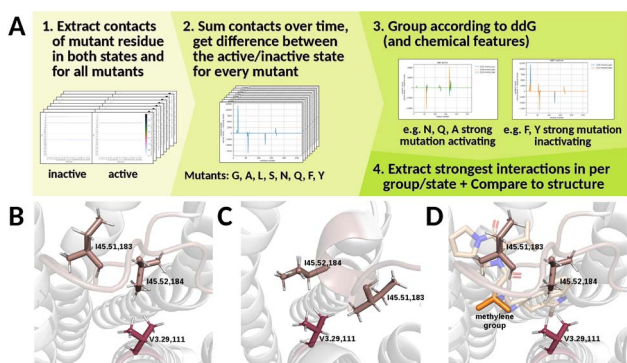 A
1. Extract contacts
of mutant residue
in both states and
for all mutants
inactive
active
2. Sum contacts over time,
get difference between
the active/inactive state
for every mutant
Mutants: G, A, L, S, N, Q, F, Y
3. Group according to ddG
(and chemical features)
e.g. N, Q, A strong
mutation activating
e.g. F, Y strong mutation
inactivating
4. Extract strongest interactions in per
group/state + Compare to structure
B
I45.51,183
I45.52,184
V3.29,111
C
I45.52,184
I45.51,183
V3.29,111
D
I45.51,183
I45.52,184
methylene
group
V3.29,111